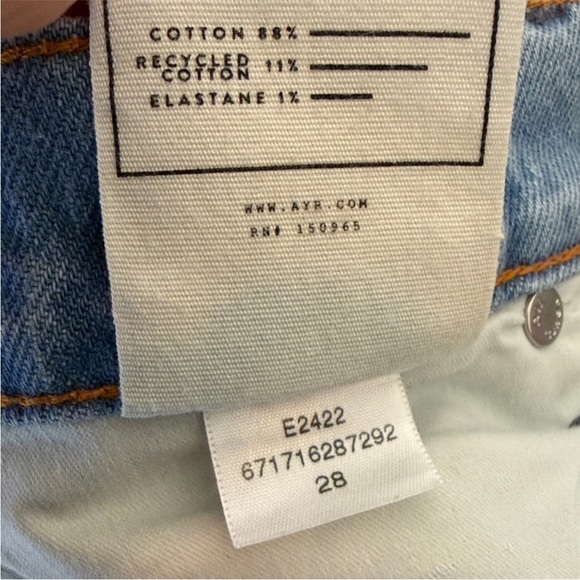 COTTON 88%
RECYCLED
COTTON 11%
ELASTANE 1%
WWW.AYR.COM
RN# 150965
E2422
671716287292
28